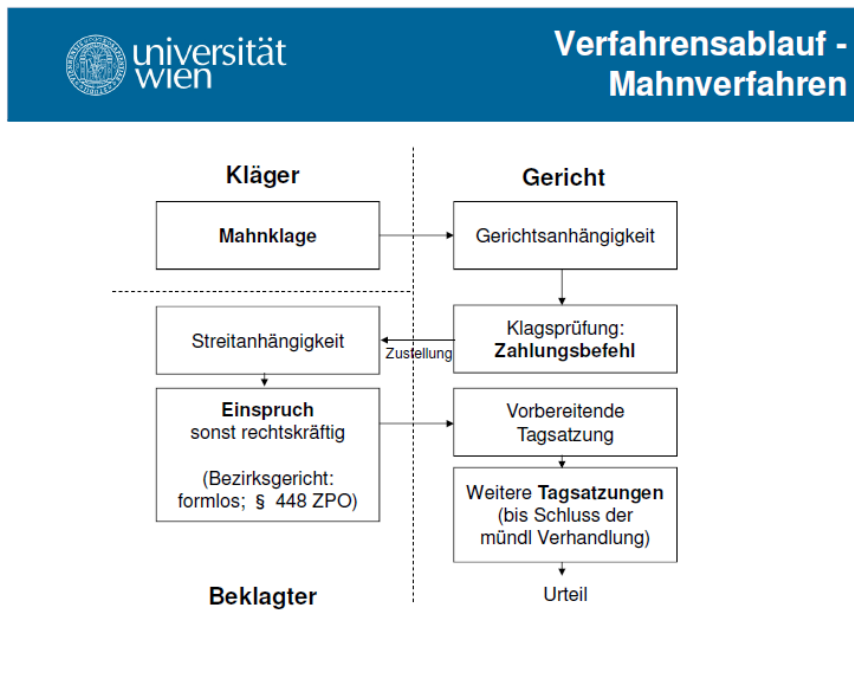 universität
wien
Verfahrensablauf -
Mahnverfahren
Kläger
Gericht
Mahnklage
Gerichtsanhängigkeit
Streitanhängigkeit
Zustellung
Klagsprüfung:
Zahlungsbefehl
Einspruch
sonst rechtskräftig
(Bezirksgericht:
formlos; § 448 ZPO)
Vorbereitende
Tagsatzung
Weitere Tagsatzungen
(bis Schluss der
mündl Verhandlung)
Beklagter
Urteil